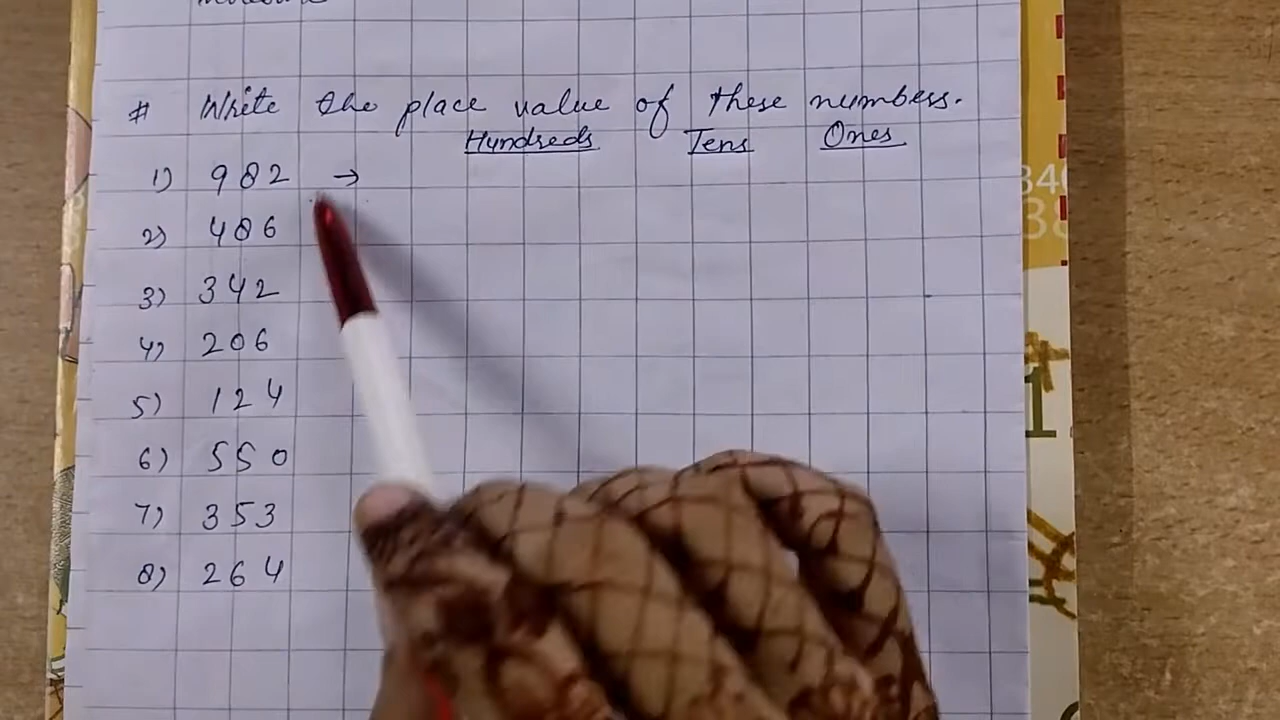 # Write the place value of these numbers.
Hundreds Tens Ones
1) 982 →
2) 486
3) 342
4) 206
5) 124
6) 550
7) 353
8) 264